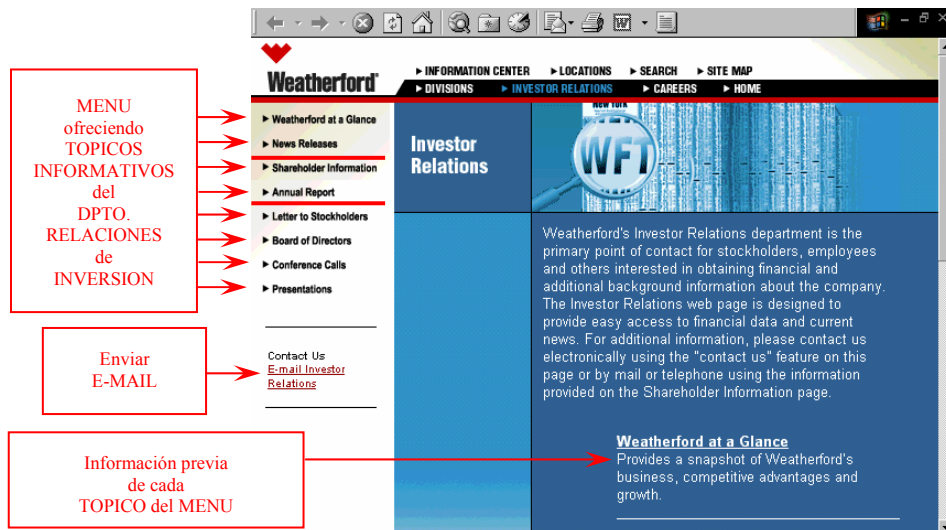 Weatherford
INFORMATION CENTER LOCATIONS SEARCH SITE MAP
DIVISIONS INVESTOR RELATIONS CAREERS HOME
MENU
ofreciendo
TOPICOS
INFORMATIVOS
del
DPTO.
RELACIONES
de
INVERSION
Weatherford at a Glance
News Releases
Shareholder Information
Annual Report
Letter to Stockholders
Board of Directors
Conference Calls
Presentations
Investor
Relations
New York
WFT
Weatherford's Investor Relations department is the
primary point of contact for stockholders, employees
and others interested in obtaining financial and
additional background information about the company.
The Investor Relations web page is designed to
provide easy access to financial data and current
news. For additional information, please contact us
electronically using the "contact us" feature on this
page or by mail or telephone using the information
provided on the Shareholder Information page.
Enviar
E-MAIL
Contact Us
E-mail Investor
Relations
Información previa
de cada
TOPICO del MENU
Weatherford at a Glance
Provides a snapshot of Weatherford's
business, competitive advantages and
growth.